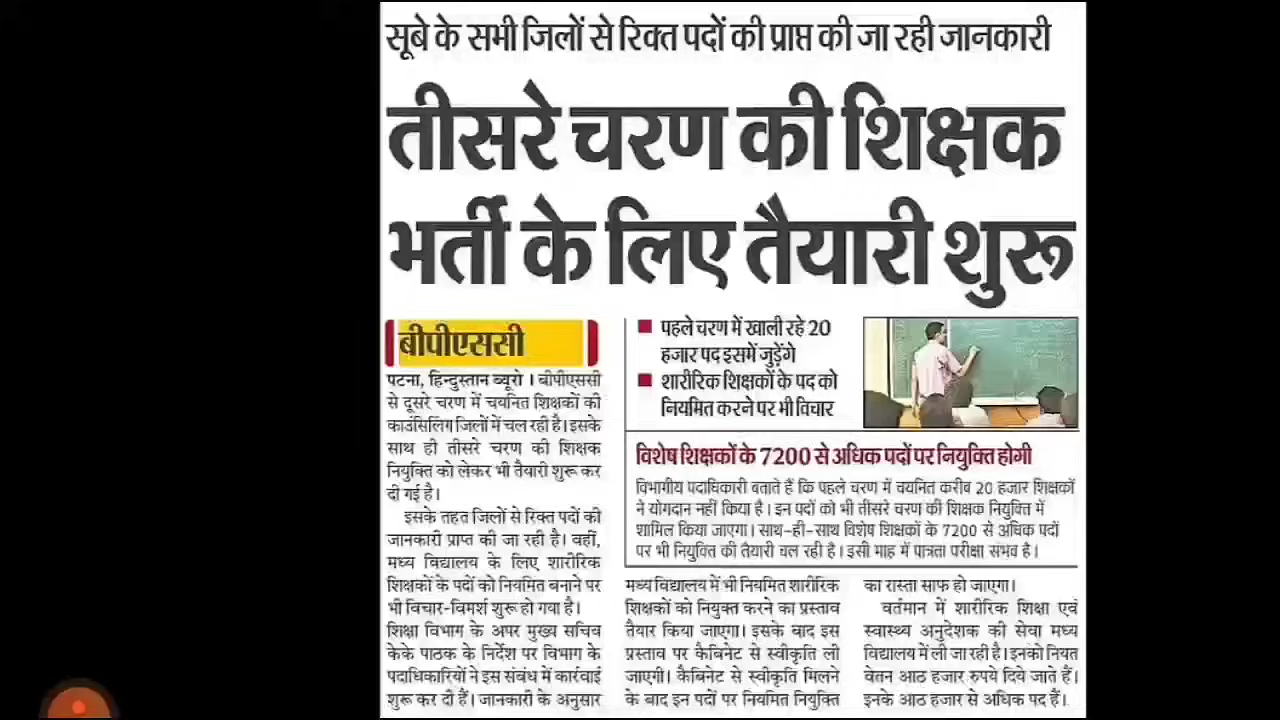 सूबे के सभी जिलों से रिक्त पदों की प्राप्त की जा रही जानकारी
तीसरे चरण की शिक्षक
भर्ती के लिए तैयारी शुरू
बीपीएससी
पटना, हिन्दुस्तान ब्यूरो । बीपीएससी
से दूसरे चरण में चयनित शिक्षकों की
काउंसिलिंग जिलों में चल रही है। इसके
साथ ही तीसरे चरण की शिक्षक
नियुक्ति को लेकर भी तैयारी शुरू कर
दी गई है।
इसके तहत जिलों से रिक्त पदों की
जानकारी प्राप्त की जा रही है। वहीं,
मध्य विद्यालय के लिए शारीरिक
शिक्षकों के पदों को नियमित बनाने पर
भी विचार-विमर्श शुरू हो गया है।
शिक्षा विभाग के अपर मुख्य सचिव
केके पाठक के निर्देश पर विभाग के
पदाधिकारियों ने इस संबंध में कार्रवाई
शुरू कर दी हैं। जानकारी के अनुसार
पहले चरण में खाली रहे 20
हजार पद इसमें जुड़ेंगे
शारीरिक शिक्षकों के पद को
नियमित करने पर भी विचार
विशेष शिक्षकों के 7200 से अधिक पदों पर नियुक्ति होगी
विभागीय पदाधिकारी बताते हैं कि पहले चरण में चयनित करीब 20 हजार शिक्षकों
ने योगदान नहीं किया है। इन पदों को भी तीसरे चरण की शिक्षक नियुक्ति में
शामिल किया जाएगा। साथ-ही-साथ विशेष शिक्षकों के 7200 से अधिक पदों
पर भी नियुक्ति की तैयारी चल रही है। इसी माह में पात्रता परीक्षा संभव है।
मध्य विद्यालय में भी नियमित शारीरिक
शिक्षकों को नियुक्त करने का प्रस्ताव
तैयार किया जाएगा। इसके बाद इस
प्रस्ताव पर कैबिनेट से स्वीकृति ली
जाएगी। कैबिनेट से स्वीकृति मिलने
के बाद इन पदों पर नियमित नियुक्ति
का रास्ता साफ हो जाएगा।
वर्तमान में शारीरिक शिक्षा एवं
स्वास्थ्य अनुदेशक की सेवा मध्य
विद्यालय में ली जा रही है। इनको नियत
वेतन आठ हजार रुपये दिये जाते हैं।
इनके आठ हजार से अधिक पद हैं।